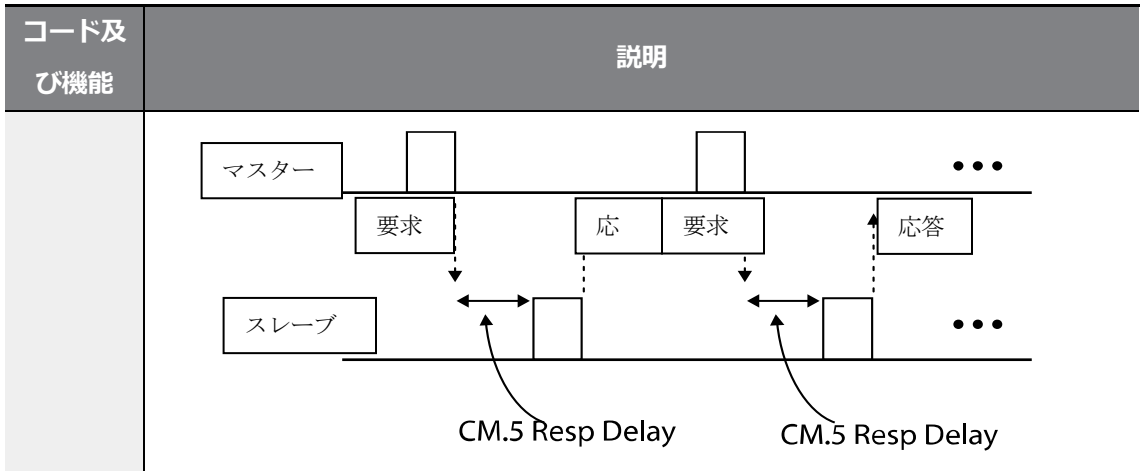 コード及
び機能
説明
マスター
•••
要求
応
要求
応答
スレーブ
•••
CM.5 Resp Delay
CM.5 Resp Delay